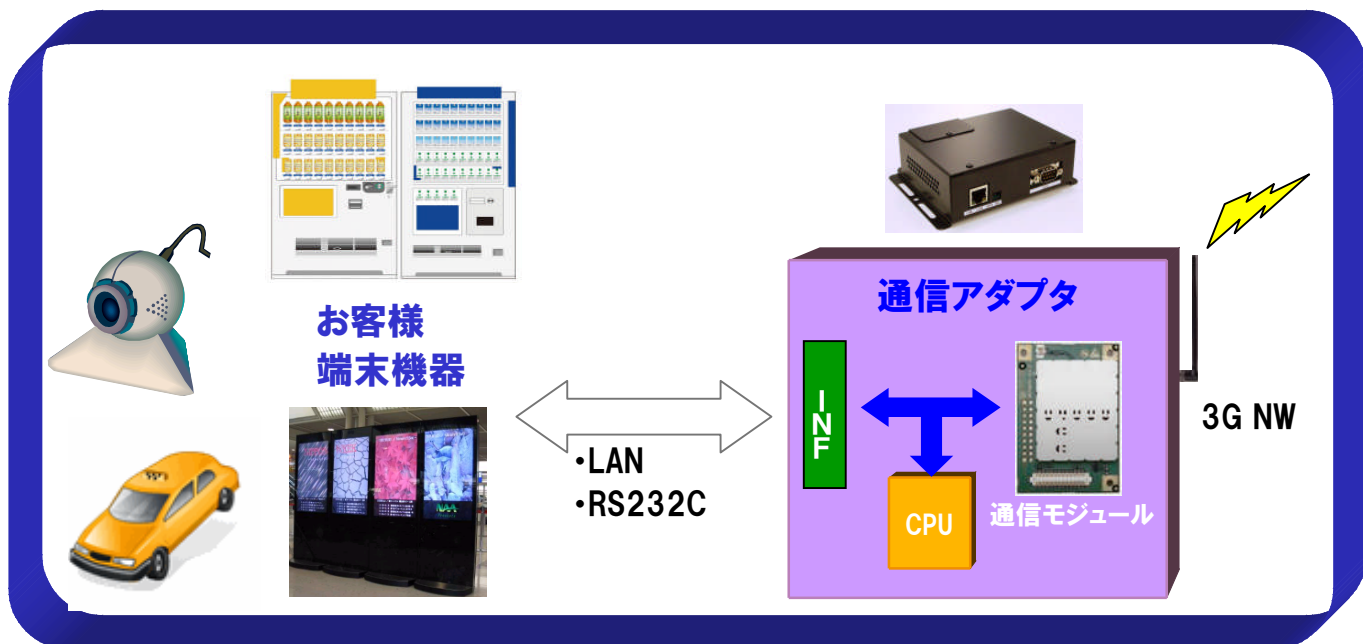 お客様
端末機器
・LAN
・RS232C
通信アダプタ
INF
CPU
通信モジュール
3G NW
NAA